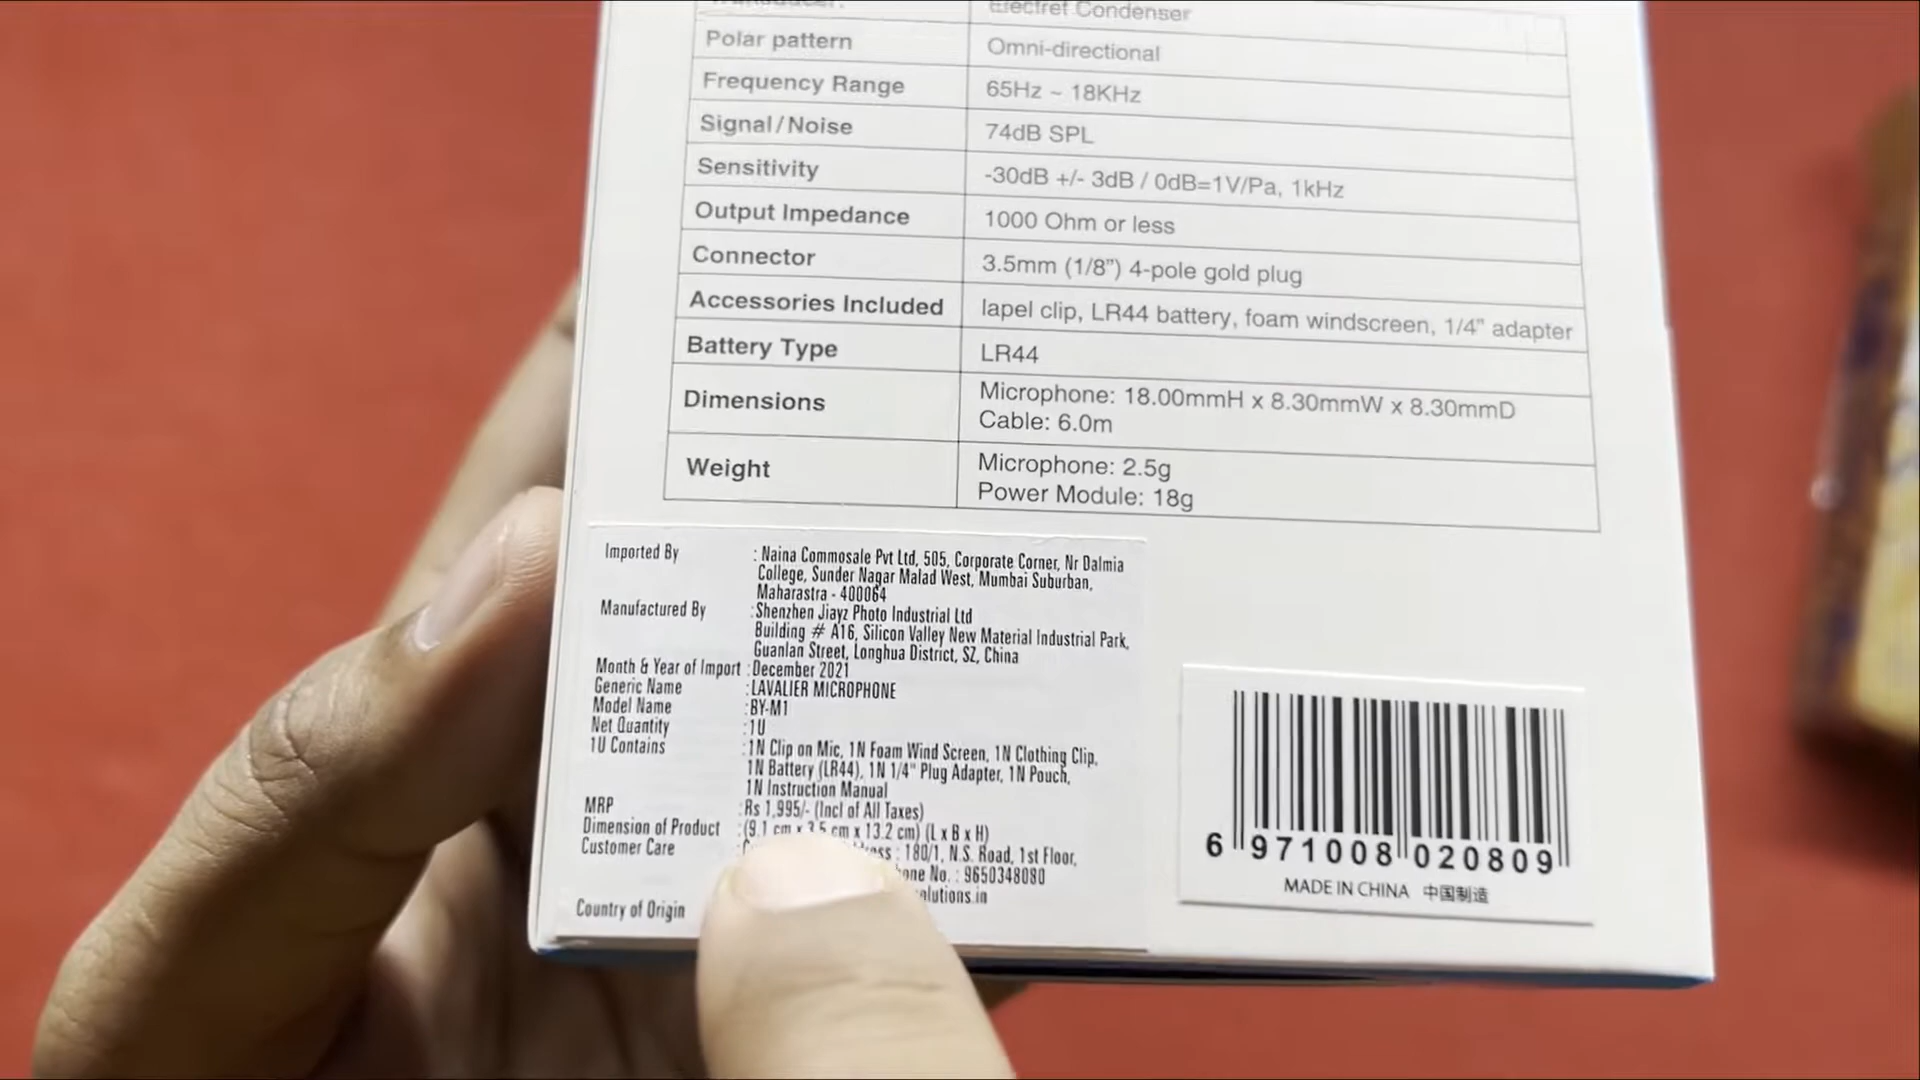 Transducer: Electret Condenser
Polar pattern Omni-directional
Frequency Range 65Hz ~ 18KHz
Signal/Noise 74dB SPL
Sensitivity -30dB +/- 3dB / 0dB=1V/Pa, 1kHz
Output Impedance 1000 Ohm or less
Connector 3.5mm (1/8”) 4-pole gold plug
Accessories Included lapel clip, LR44 battery, foam windscreen, 1/4” adapter
Battery Type LR44
Dimensions Microphone: 18.00mmH x 8.30mmW x 8.30mmD
Cable: 6.0m
Weight Microphone: 2.5g
Power Module: 18g
Imported By : Naina Commosale Pvt Ltd, 505, Corporate Corner, Nr Dalmia
College, Sunder Nagar Malad West, Mumbai Suburban,
Maharastra - 400064
Manufactured By : Shenzhen Jiayz Photo Industrial Ltd
Building # A16, Silicon Valley New Material Industrial Park,
Guanlan Street, Longhua District, SZ, China
Month & Year of Import : December 2021
Generic Name : LAVALIER MICROPHONE
Model Name : BY-M1
Net Quantity : 1U
1U Contains : 1N Clip on Mic, 1N Foam Wind Screen, 1N Clothing Clip,
1N Battery (LR44), 1N 1/4" Plug Adapter, 1N Pouch,
1N Instruction Manual
MRP : Rs 1,995/- (Incl of All Taxes)
Dimension of Product : (9.1 cm x 3.5 cm x 13.2 cm) (L x B x H)
Customer Care : 180/1, N.S. Road, 1st Floor,
No. : 9650348080
Country of Origin
6 971008 020809
MADE IN CHINA 中国制造